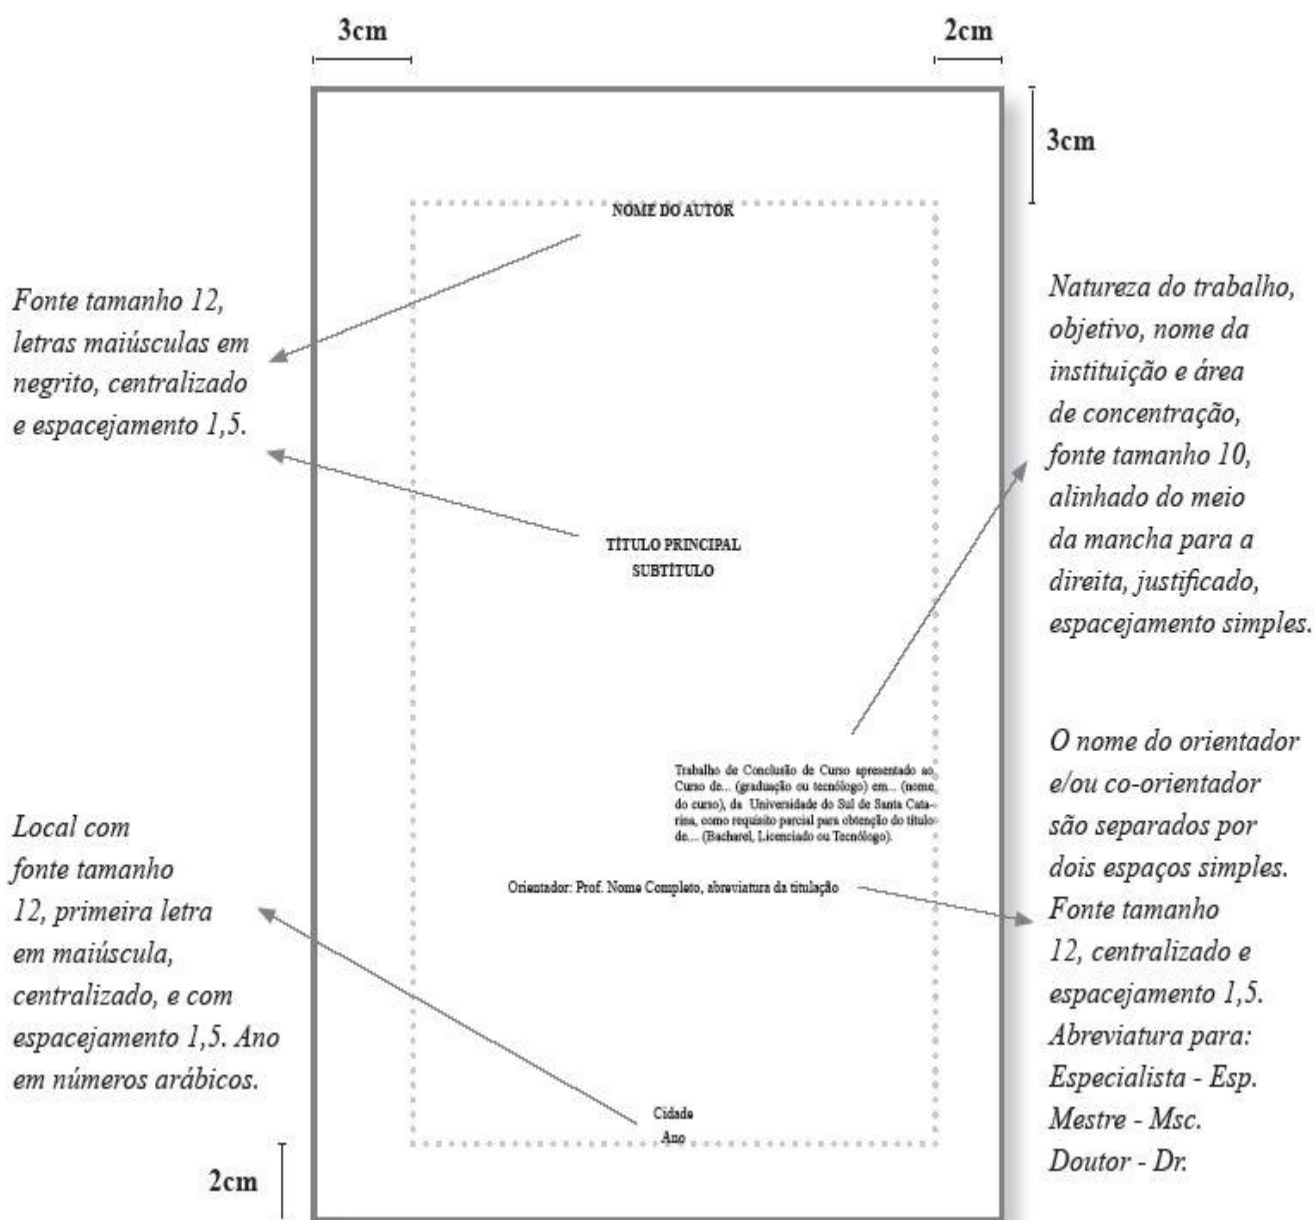 3cm
2cm
3cm
NOME DO AUTOR
Fonte tamanho 12,
letras maiúsculas em
negrito, centralizado
e espacejamento 1,5.
Natureza do trabalho,
objetivo, nome da
instituição e área
de concentração,
fonte tamanho 10,
alinhado do meio
da mancha para a
direita, justificado,
espacejamento simples.
TÍTULO PRINCIPAL
SUBTÍTULO
Trabalho de Conclusão de Curso apresentado ao
Curso de... (graduação ou tecnólogo) em... (nome
do curso), da Universidade do Sul de Santa Cata-
rina, como requisito parcial para obtenção do título
de.... (Bacharel, Licenciado ou Tecnólogo).
Orientador: Prof. Nome Completo, abreviatura da titulação
O nome do orientador
e/ou co-orientador
são separados por
dois espaços simples.
Fonte tamanho
12, centralizado e
espacejamento 1,5.
Abreviatura para:
Especialista - Esp.
Mestre - Msc.
Doutor - Dr.
Local com
fonte tamanho
12, primeira letra
em maiúscula,
centralizado, e com
espacejamento 1,5. Ano
em números arábicos.
Cidade
Ano
2cm